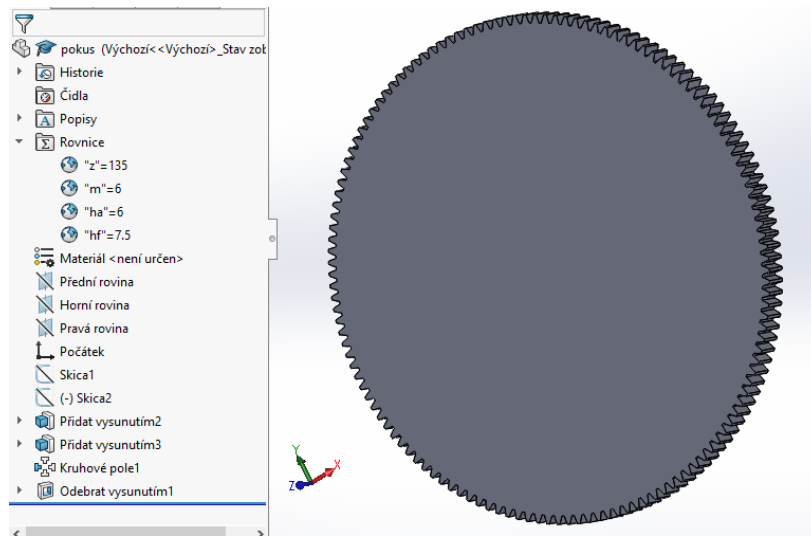 pokus (Výchozí<<Výchozí>_Stav zob
Historie
Čidla
A Popisy
Σ Rovnice
"z"=135
"m"=6
"ha"=6
"hf"=7.5
Materiál <není určen>
Přední rovina
Horní rovina
Pravá rovina
Počátek
Skica1
(-) Skica2
Přidat vysunutím2
Přidat vysunutím3
Kruhové pole1
Odebrat vysunutím1
Y
X
Z